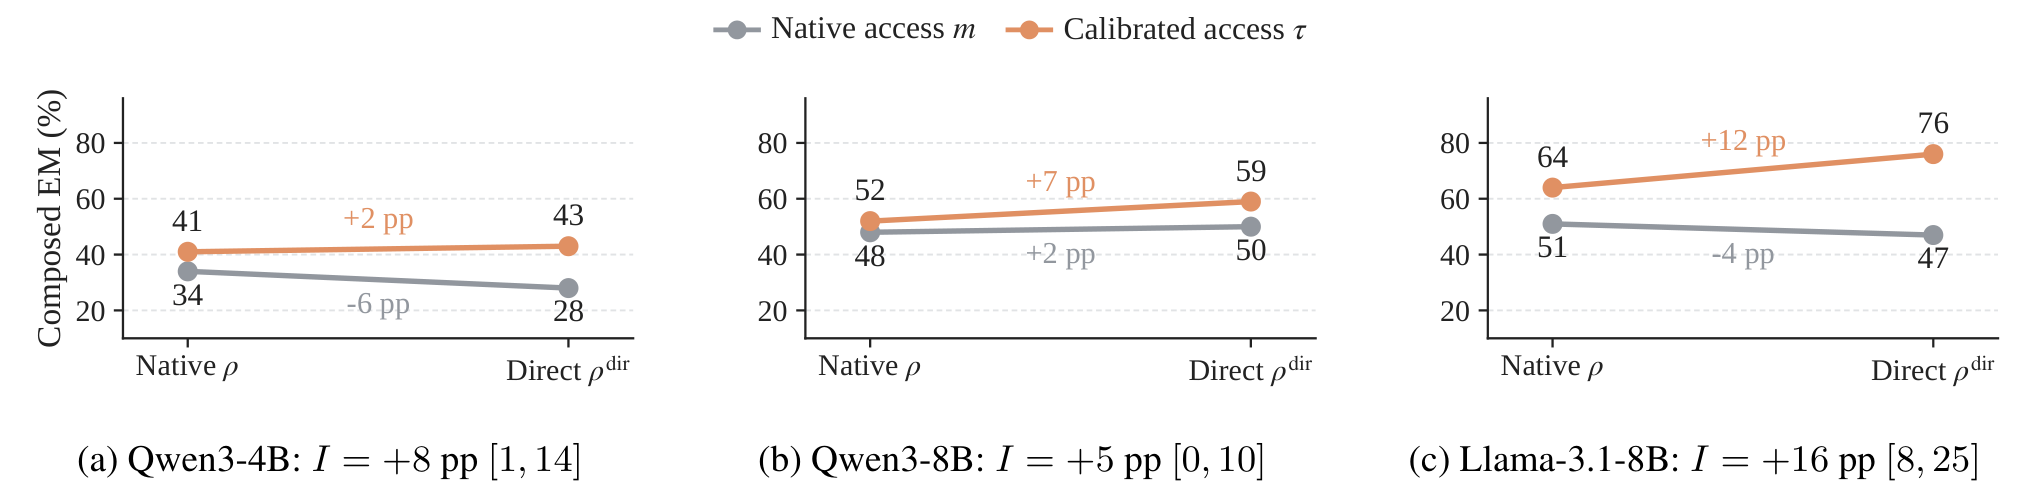 Native access m
Calibrated access τ
Composed EM (%)
80
60
40
20
41
43
+2 pp
34
-6 pp
28
Native ρ
Direct ρ^dir
80
60
40
20
52
59
+7 pp
48
+2 pp
50
Native ρ
Direct ρ^dir
80
60
40
20
64
76
+12 pp
51
-4 pp
47
Native ρ
Direct ρ^dir
(a) Qwen3-4B: I = +8 pp [1, 14]
(b) Qwen3-8B: I = +5 pp [0, 10]
(c) Llama-3.1-8B: I = +16 pp [8, 25]